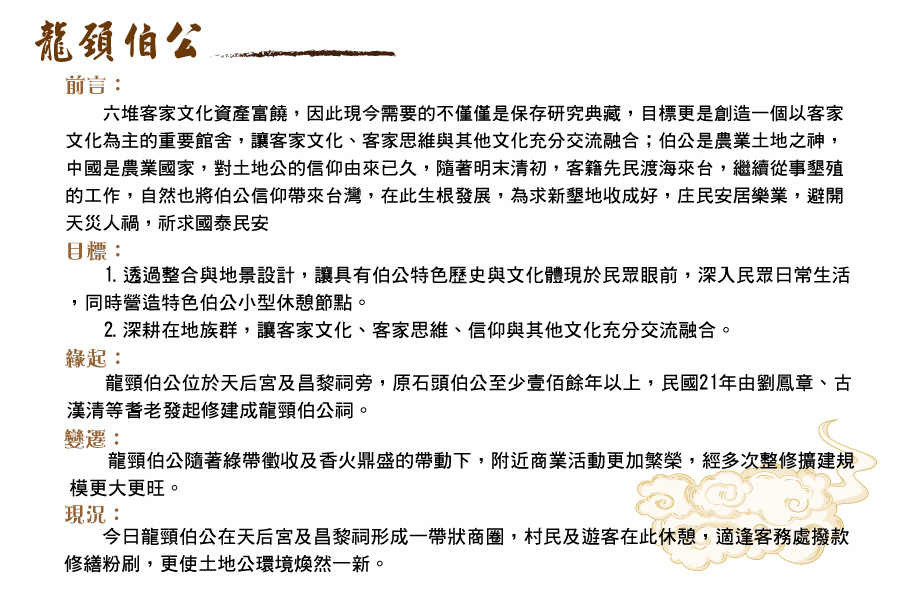 龍頸伯公
前言：
六堆客家文化資產富饒，因此現今需要的不僅僅是保存研究典藏，目標更是創造一個以客家
文化為主的重要館舍，讓客家文化、客家思維與其他文化充分交流融合；伯公是農業土地之神，
中國是農業國家，對土地公的信仰由來已久，隨著明末清初，客籍先民渡海來台，繼續從事墾殖
的工作，自然也將伯公信仰帶來台灣，在此生根發展，為求新墾地收成好，庄民安居樂業，避開
天災人禍，祈求國泰民安
目標：
1. 透過整合與地景設計，讓具有伯公特色歷史與文化體現於民眾眼前，深入民眾日常生活
，同時營造特色伯公小型休憩節點。
2. 深耕在地族群，讓客家文化、客家思維、信仰與其他文化充分交流融合。
緣起：
龍頸伯公位於天后宮及昌黎祠旁，原石頭伯公至少壹佰餘年以上，民國21年由劉鳳章、古
漢清等耆老發起修建成龍頸伯公祠。
變遷：
龍頸伯公隨著綠帶徵收及香火鼎盛的帶動下，附近商業活動更加繁榮，經多次整修擴建規
模更大更旺。
現況：
今日龍頸伯公在天后宮及昌黎祠形成一帶狀商圈，村民及遊客在此休憩，適逢客務處撥款
修繕粉刷，更使土地公環境煥然一新。